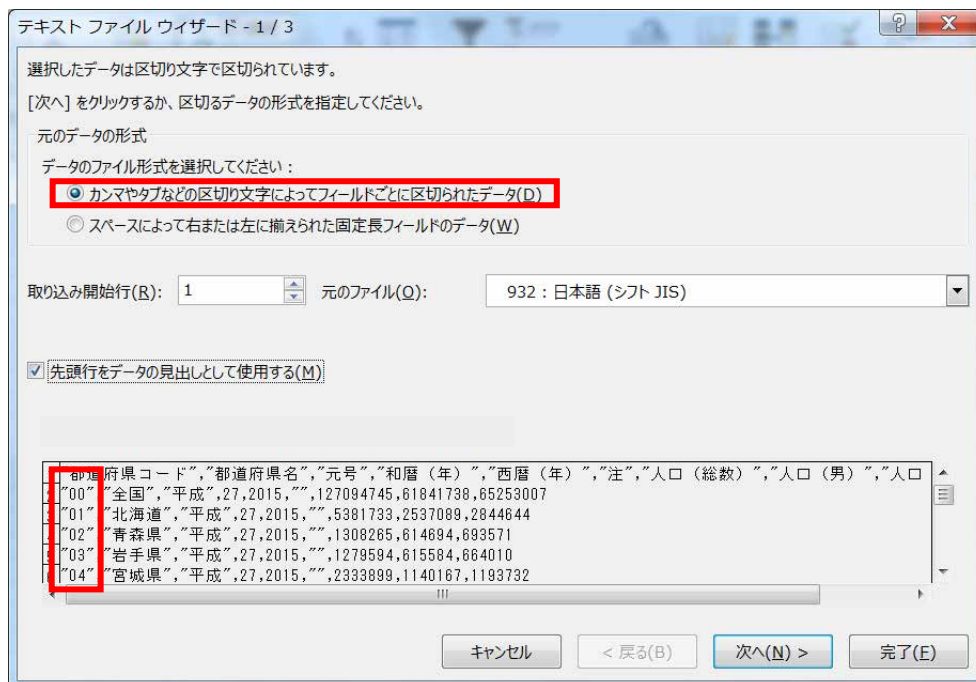 テキスト ファイル ウィザード - 1 / 3
選択したデータは区切り文字で区切られています。
[次へ] をクリックするか、区切るデータの形式を指定してください。
元のデータの形式
データのファイル形式を選択してください：
カンマやタブなどの区切り文字によってフィールドごとに区切られたデータ(D)
スペースによって右または左に揃えられた固定長フィールドのデータ(W)
取り込み開始行(R): 1 元のファイル(O): 932 : 日本語 (シフト JIS)
先頭行をデータの見出しとして使用する(M)
"都道府県コード","都道府県名","元号","和暦（年）","西暦（年）","注","人口（総数）","人口（男）","人口
"00","全国","平成",27,2015,"",127094745,61841738,65253007
"01","北海道","平成",27,2015,"",5381733,2537089,2844644
"02","青森県","平成",27,2015,"",1308265,614694,693571
"03","岩手県","平成",27,2015,"",1279594,615584,664010
"04","宮城県","平成",27,2015,"",2333899,1140167,1193732
キャンセル < 戻る(B) 次へ(N) > 完了(F)